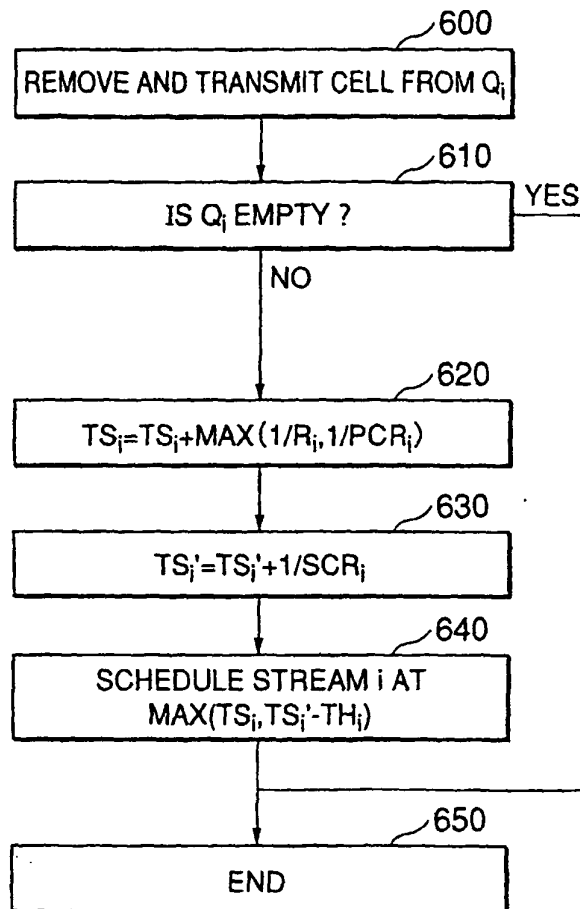 600
REMOVE AND TRANSMIT CELL FROM Qi
610
IS Qi EMPTY ?
YES
NO
620
TSi=TSi+MAX(1/Ri,1/PCRi)
630
TSi'=TSi'+1/SCRi
640
SCHEDULE STREAM i AT
MAX(TSi,TSi'-THi)
650
END